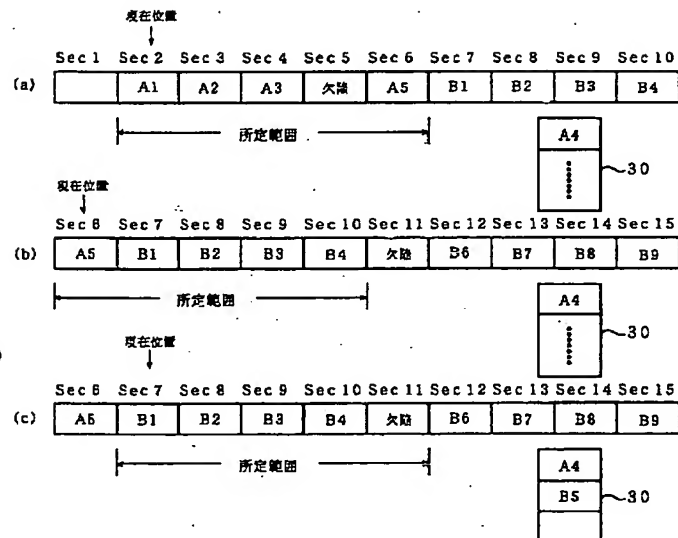 現在位置
Sec 1 Sec 2 Sec 3 Sec 4 Sec 5 Sec 6 Sec 7 Sec 8 Sec 9 Sec 10
(a) A1 A2 A3 欠陥 A5 B1 B2 B3 B4
所定範囲
A4
30
現在位置
Sec 6 Sec 7 Sec 8 Sec 9 Sec 10 Sec 11 Sec 12 Sec 13 Sec 14 Sec 15
(b) A5 B1 B2 B3 B4 欠陥 B6 B7 B8 B9
所定範囲
A4
30
現在位置
Sec 6 Sec 7 Sec 8 Sec 9 Sec 10 Sec 11 Sec 12 Sec 13 Sec 14 Sec 15
(c) A5 B1 B2 B3 B4 欠陥 B6 B7 B8 B9
所定範囲
A4
B5
30